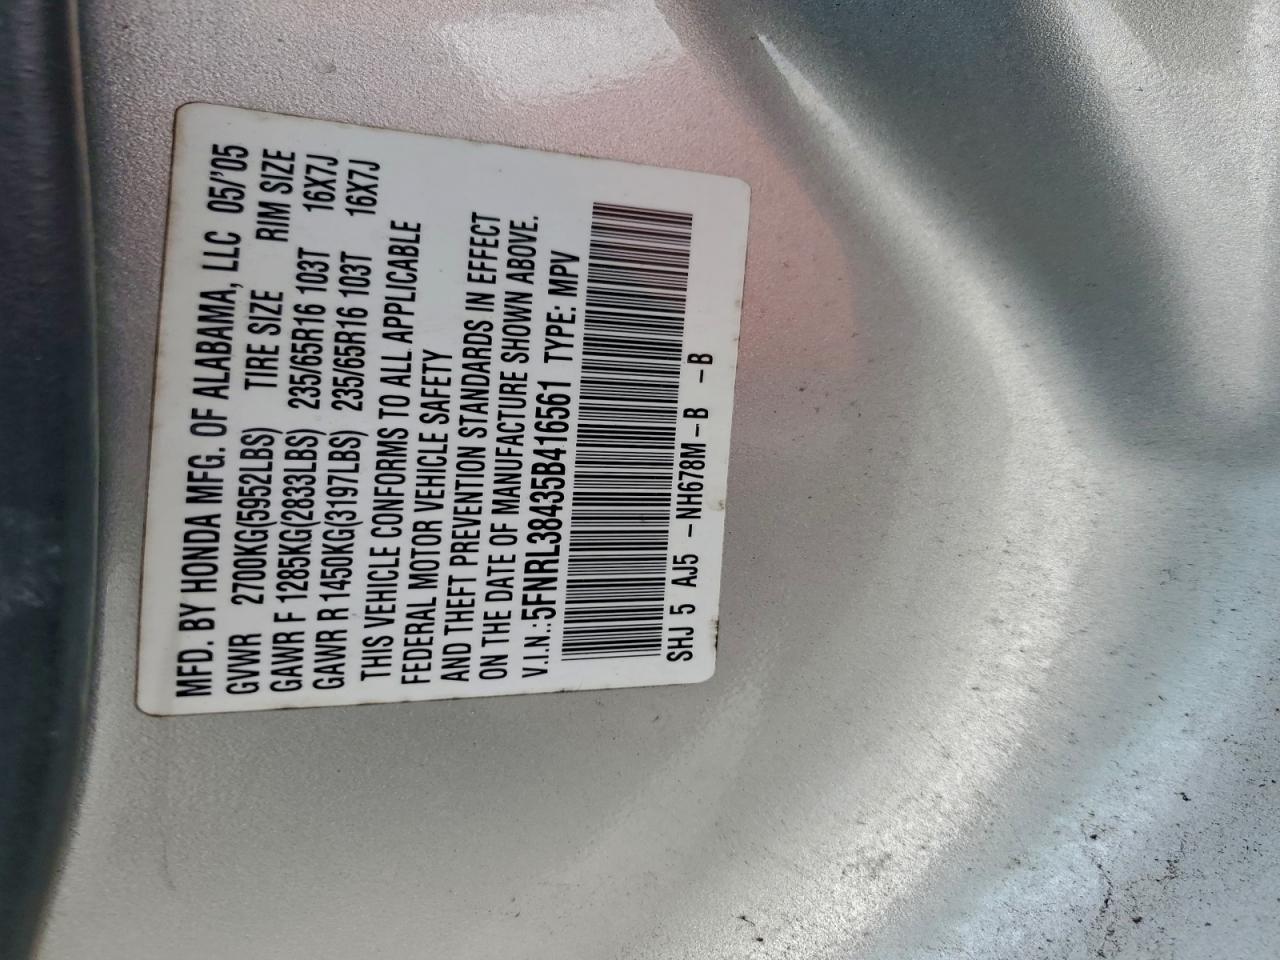 MFD. BY HONDA MFG. OF ALABAMA, LLC 05/'05
GVWR 2700KG(5952LBS) TIRE SIZE RIM SIZE
GAWR F 1285KG(2833LBS) 235/65R16 103T 16X7J
GAWR R 1450KG(3197LBS) 235/65R16 103T 16X7J
THIS VEHICLE CONFORMS TO ALL APPLICABLE
FEDERAL MOTOR VEHICLE SAFETY
AND THEFT PREVENTION STANDARDS IN EFFECT
ON THE DATE OF MANUFACTURE SHOWN ABOVE.
V.I.N.:5FNRL38435B416561 TYPE: MPV
SHJ 5 AJ5 -NH678M-B -B